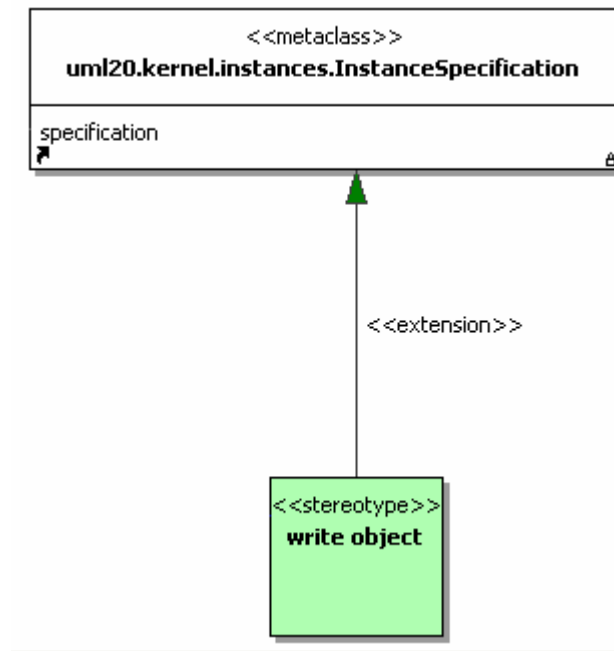 <<metaclass>>
uml20.kernel.instances.InstanceSpecification
specification
<<extension>>
<<stereotype>>
write object